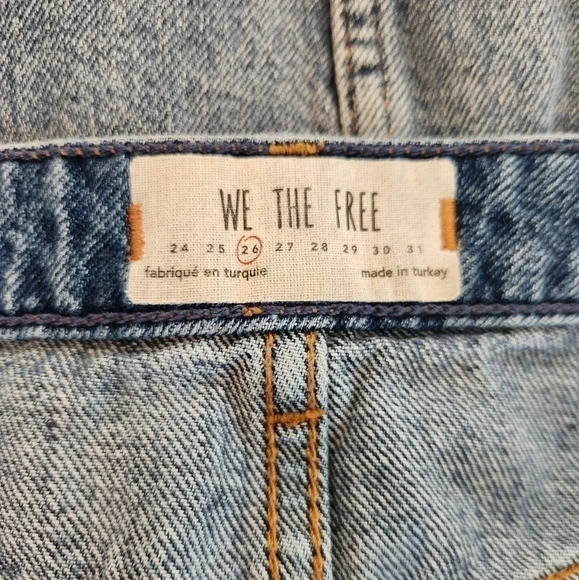 WE THE FREE
24 25 26 27 28 29 30 31
fabriqué en turquie made in turkey